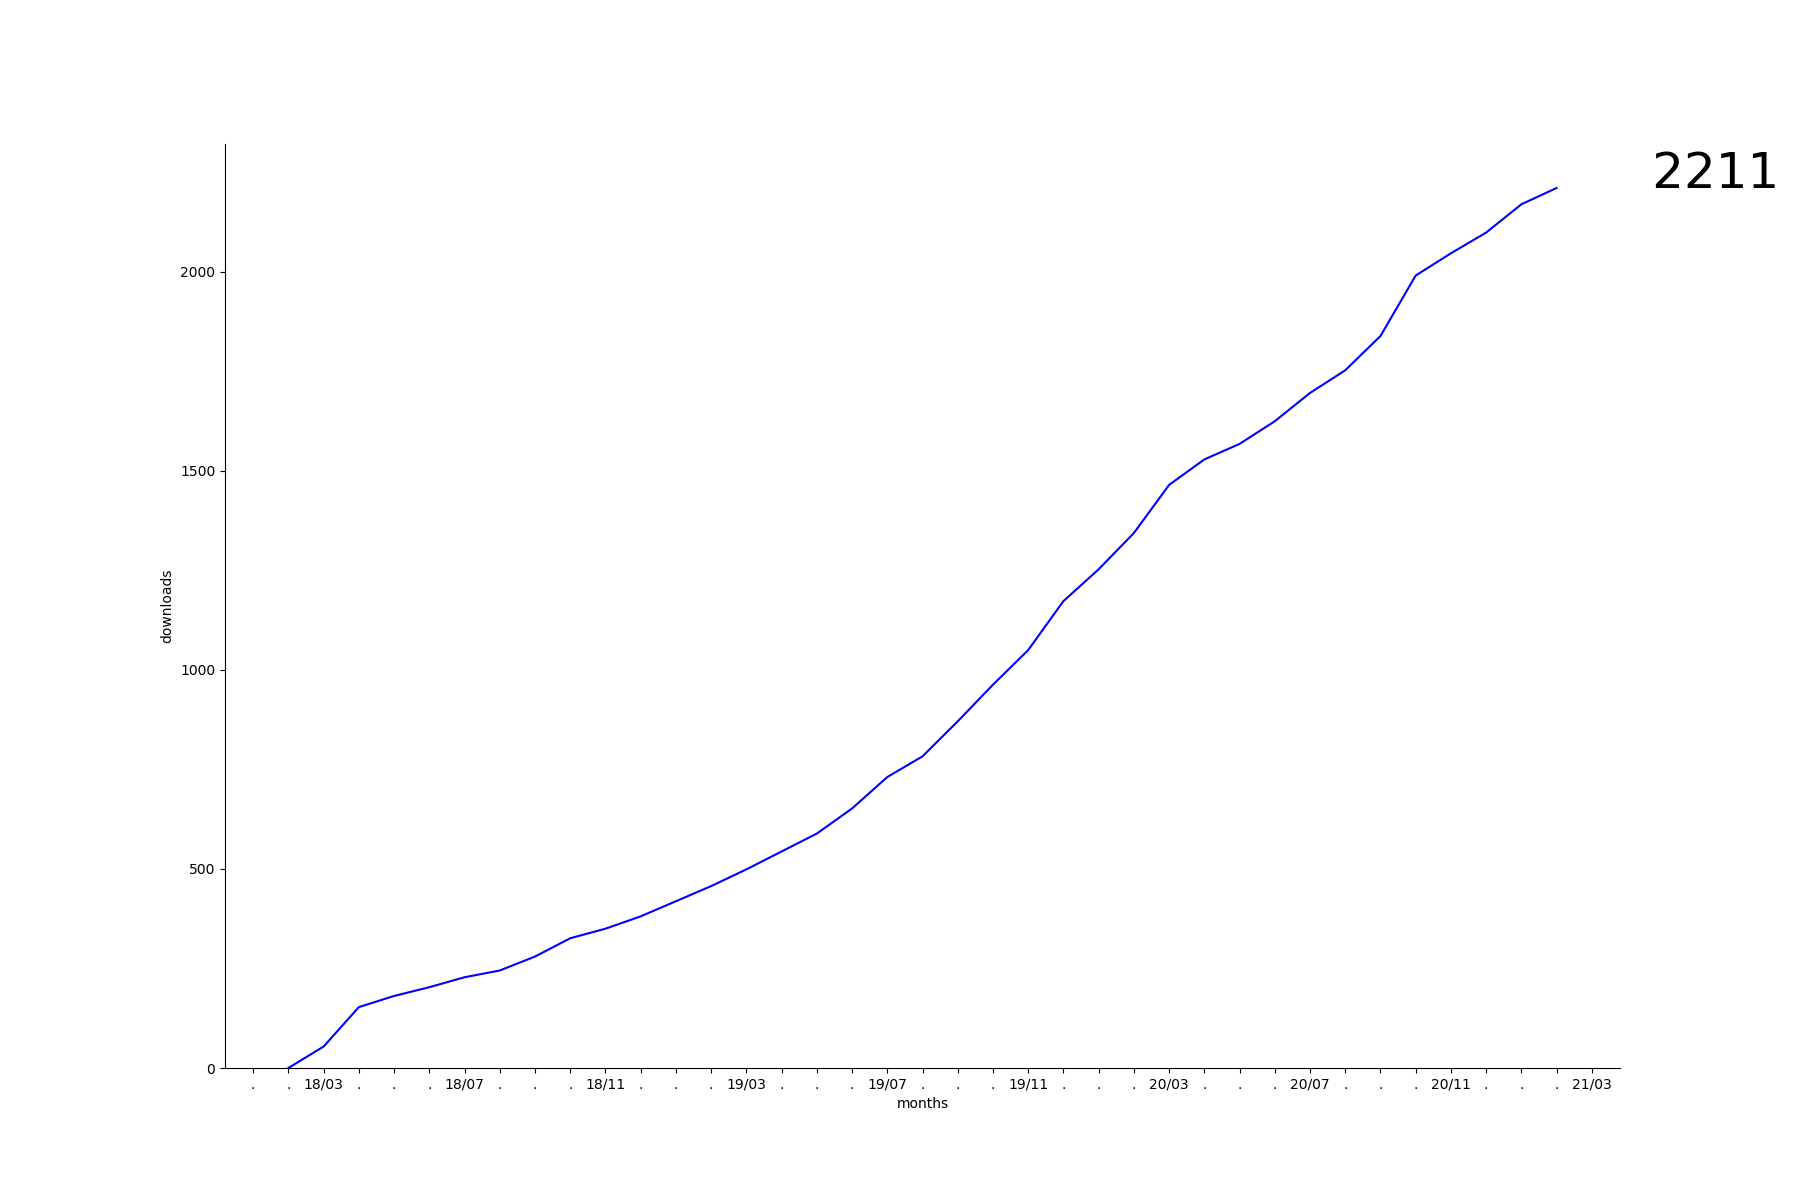 2211
2000
1500
1000
500
0
downloads
. . 18/03 . . . 18/07 . . . 18/11 . . . 19/03 . . . 19/07 . . . 19/11 . . . 20/03 . . . 20/07 . . . 20/11 . . . 21/03
months